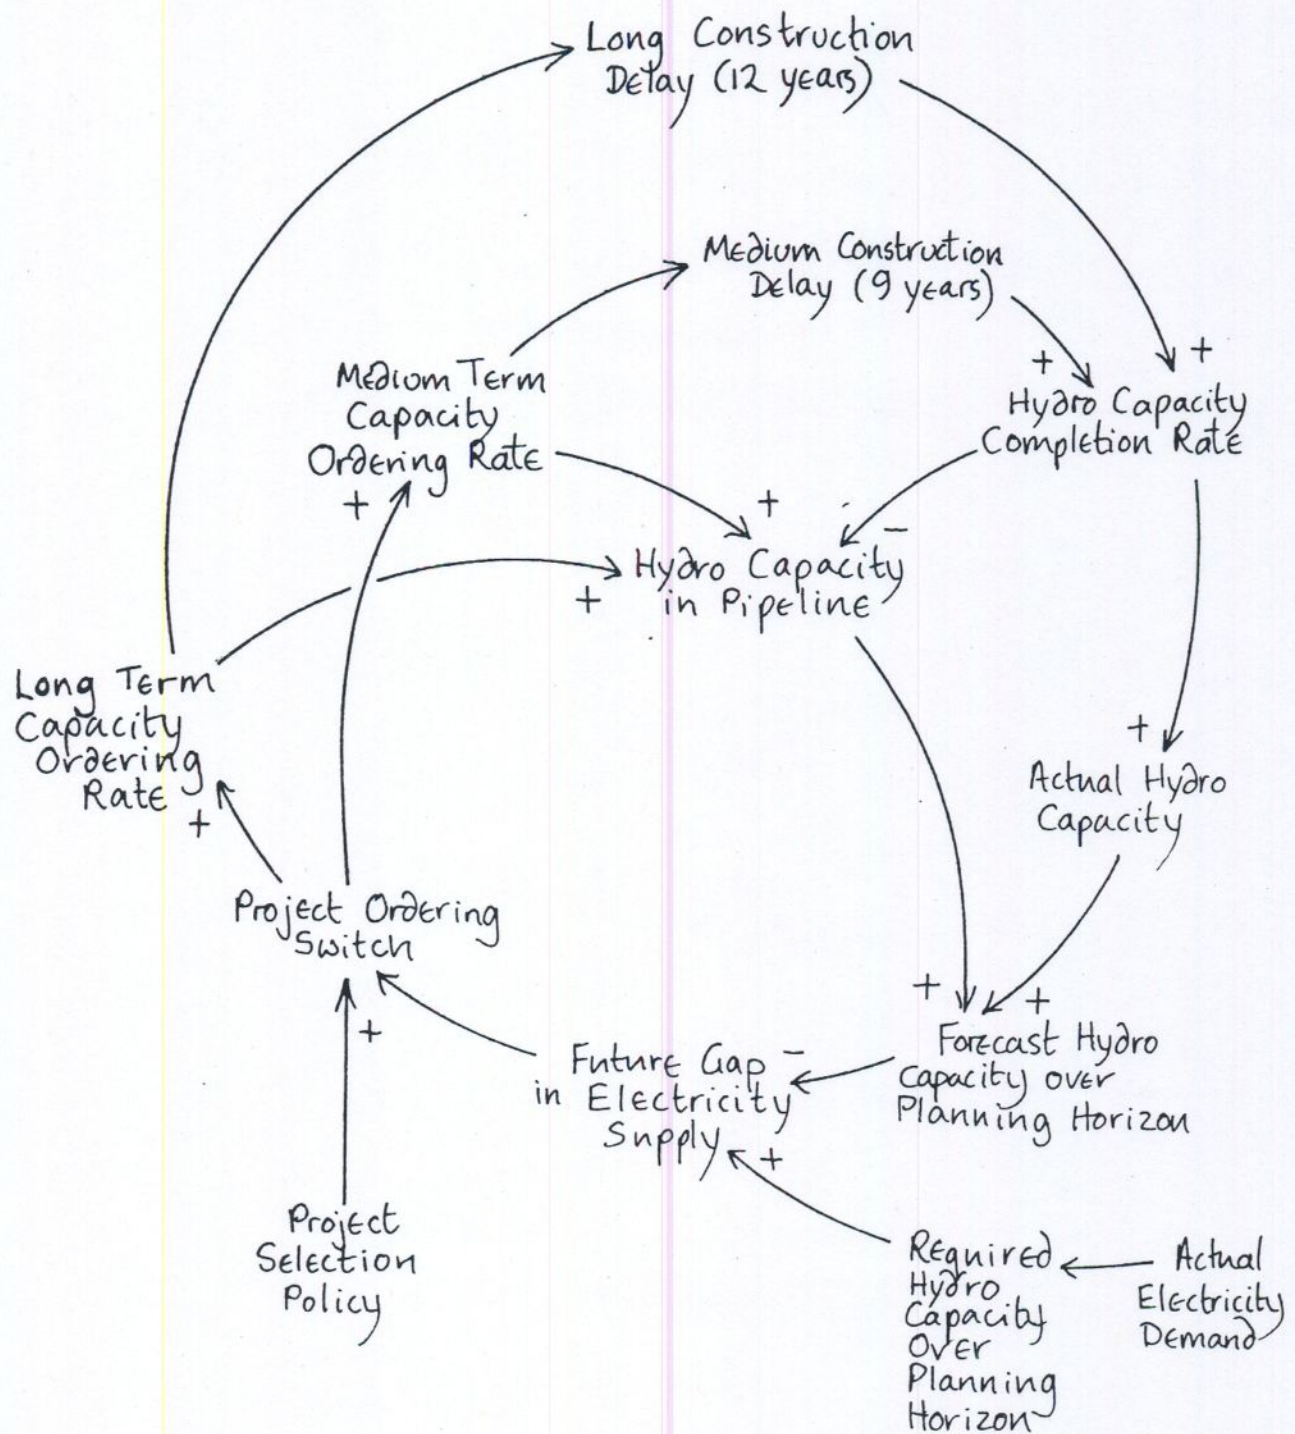 Long Construction
Delay (12 years)
Medium Construction
Delay (9 years)
+
+
Medium Term
Capacity
Ordering Rate
+
Hydro Capacity
Completion Rate
+
-
Hydro Capacity
in Pipeline
+
Long Term
Capacity
Ordering
Rate
+
+
Actual Hydro
Capacity
Project Ordering
Switch
+
+
+
Forecast Hydro
Capacity over
Planning Horizon
-
Future Gap
in Electricity
Supply
+
Project
Selection
Policy
Required
Hydro
Capacity
Over
Planning
Horizon
Actual
Electricity
Demand